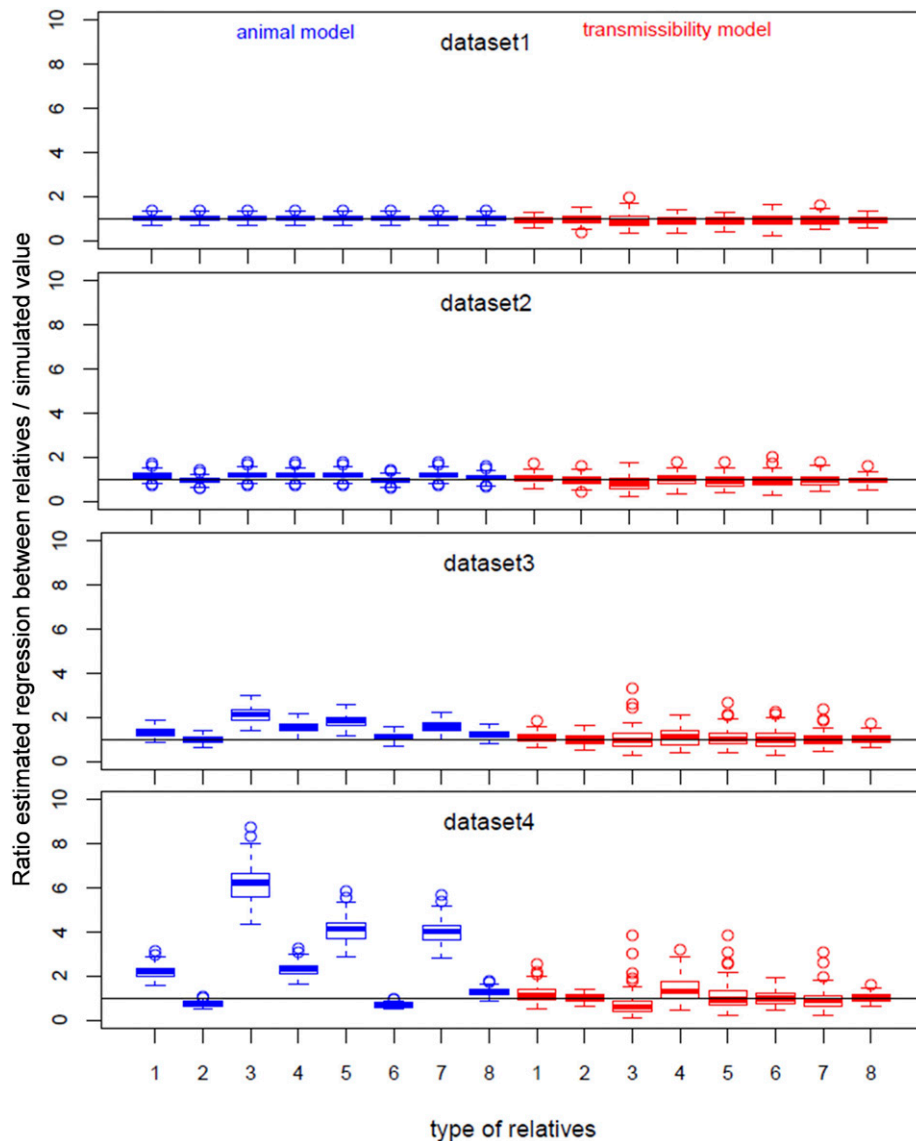 Ratio estimated regression between relatives / simulated value
animal model
transmissibility model
dataset1
10
8
6
4
2
0
dataset2
10
8
6
4
2
0
dataset3
10
8
6
4
2
0
dataset4
10
8
6
4
2
0
1 2 3 4 5 6 7 8 1 2 3 4 5 6 7 8
type of relatives